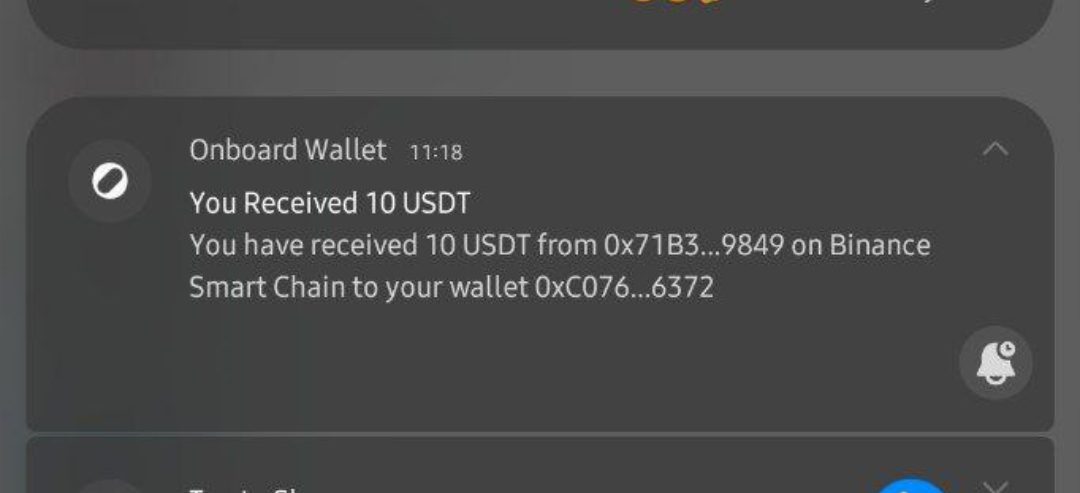 Onboard Wallet 11:18
You Received 10 USDT
You have received 10 USDT from 0x71B3...9849 on Binance
Smart Chain to your wallet 0xC076...6372